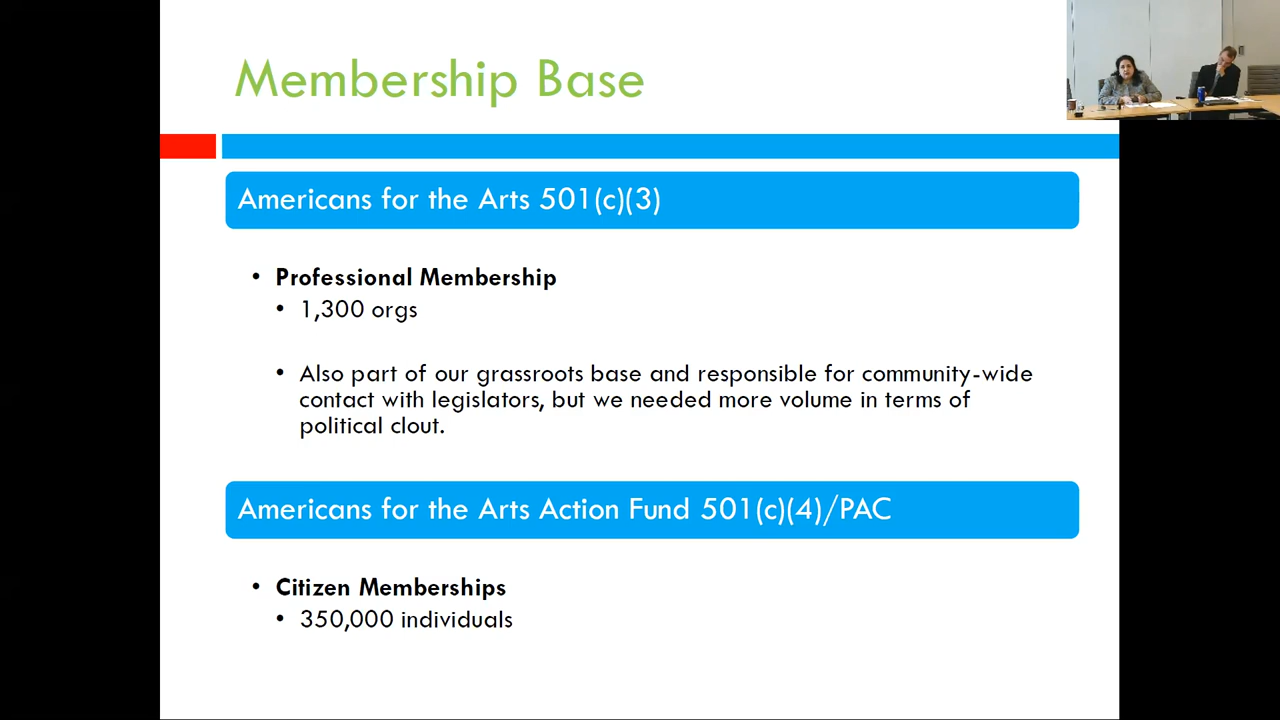 Membership Base
Americans for the Arts 501(c)(3)
• Professional Membership
• 1,300 orgs
• Also part of our grassroots base and responsible for community-wide
contact with legislators, but we needed more volume in terms of
political clout.
Americans for the Arts Action Fund 501(c)(4)/PAC
• Citizen Memberships
• 350,000 individuals